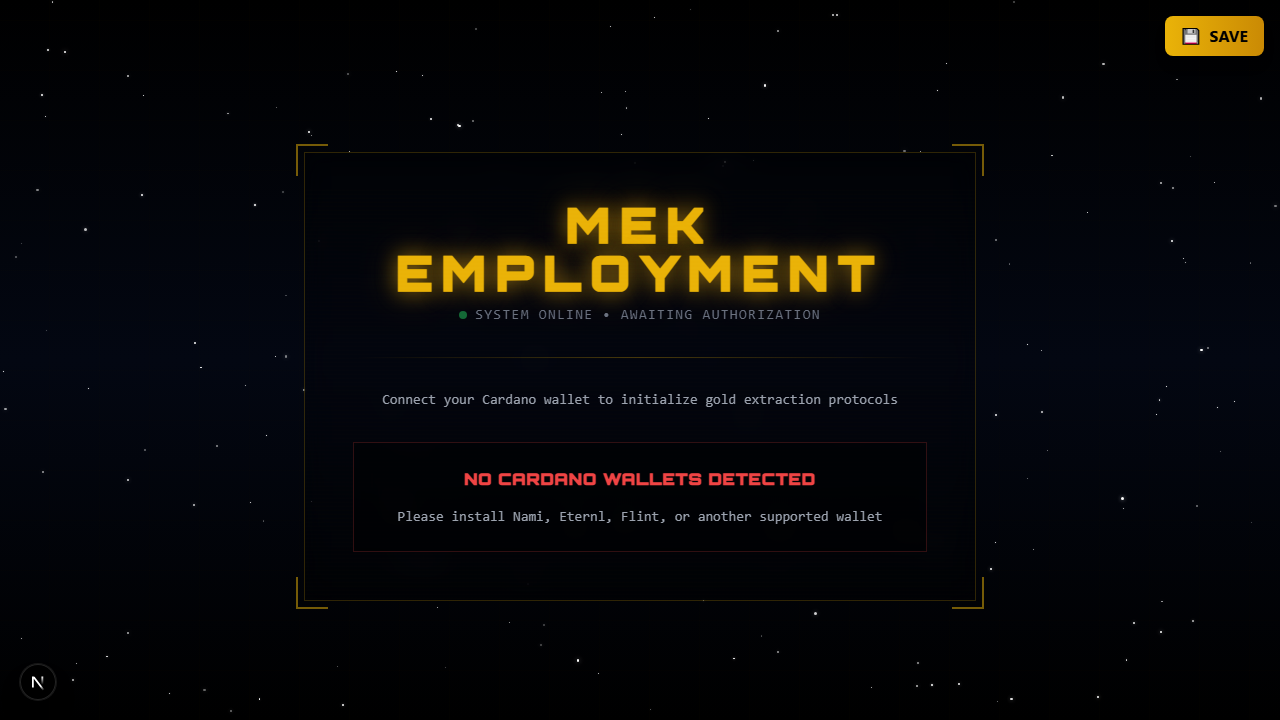 SAVE
MEK
EMPLOYMENT
SYSTEM ONLINE • AWAITING AUTHORIZATION
Connect your Cardano wallet to initialize gold extraction protocols
NO CARDANO WALLETS DETECTED
Please install Nami, Eternl, Flint, or another supported wallet
N